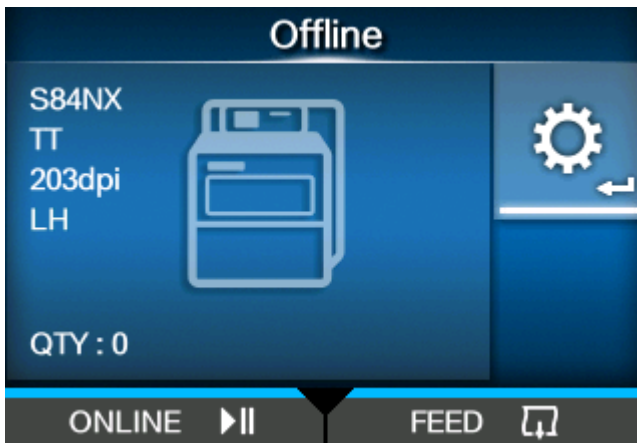 Offline
S84NX
TT
203dpi
LH
QTY : 0
ONLINE
FEED